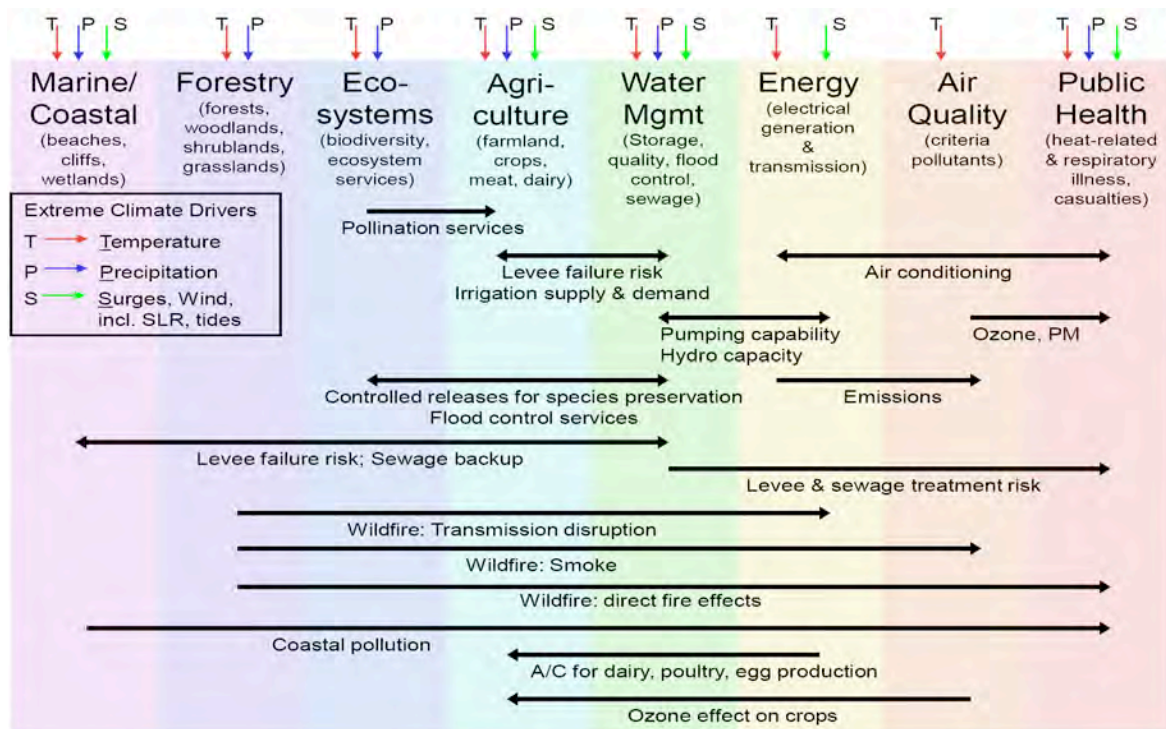 T P S T P T P T P S T P S T S T T P S
Marine/
Coastal
(beaches,
cliffs,
wetlands)
Forestry
(forests,
woodlands,
shrublands,
grasslands)
Eco-
systems
(biodiversity,
ecosystem
services)
Agri-
culture
(farmland,
crops,
meat, dairy)
Water
Mgmt
(Storage,
quality, flood
control,
sewage)
Energy
(electrical
generation
&
transmission)
Air
Quality
(criteria
pollutants)
Public
Health
(heat-related
& respiratory
illness,
casualties)
Extreme Climate Drivers
T Temperature
P Precipitation
S Surges, Wind,
incl. SLR, tides
Pollination services
Levee failure risk
Irrigation supply & demand
Air conditioning
Pumping capability
Hydro capacity
Ozone, PM
Controlled releases for species preservation
Flood control services
Emissions
Levee failure risk; Sewage backup
Levee & sewage treatment risk
Wildfire: Transmission disruption
Wildfire: Smoke
Wildfire: direct fire effects
Coastal pollution
A/C for dairy, poultry, egg production
Ozone effect on crops